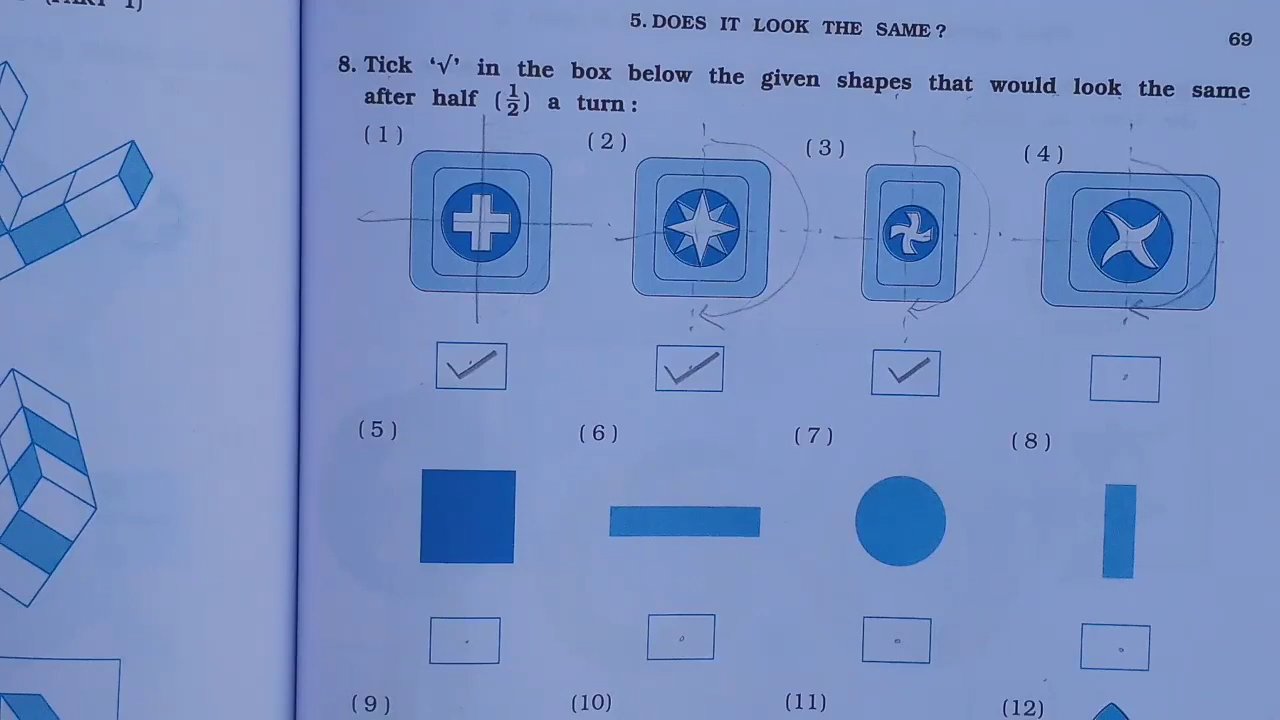 5. DOES IT LOOK THE SAME ?
69
8. Tick ‘√’ in the box below the given shapes that would look the same
after half (1/2) a turn :
(1) (2) (3) (4)
(5) (6) (7) (8)
(9) (10) (11) (12)